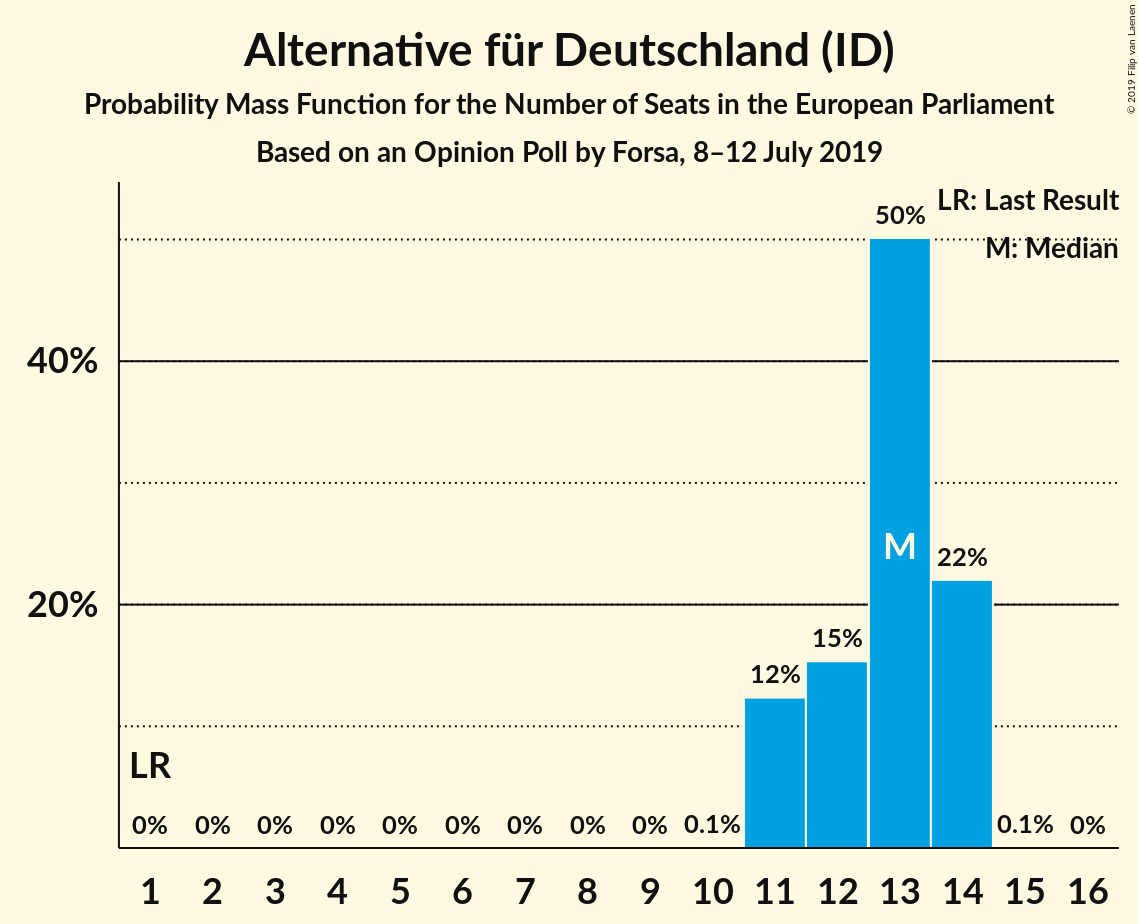 Alternative für Deutschland (ID)
Probability Mass Function for the Number of Seats in the European Parliament
Based on an Opinion Poll by Forsa, 8–12 July 2019
© 2019 Filip van Laenen
LR: Last Result
M: Median
50%
40%
M
22%
20%
15%
12%
LR
0% 0% 0% 0% 0% 0% 0% 0% 0% 0.1% 0.1% 0%
1 2 3 4 5 6 7 8 9 10 11 12 13 14 15 16